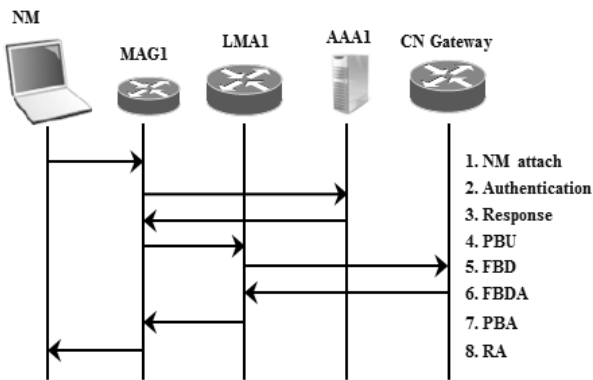 NM
MAG1
LMA1
AAA1
CN Gateway
1. NM attach
2. Authentication
3. Response
4. PBU
5. FBD
6. FBDA
7. PBA
8. RA